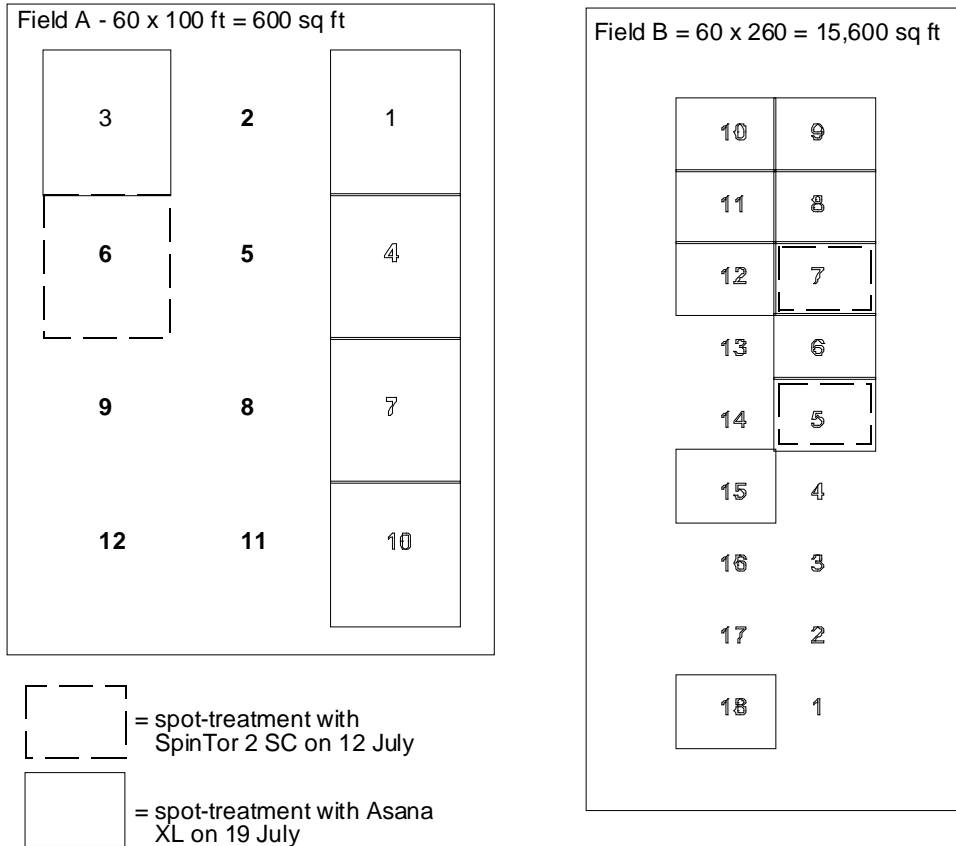 Field A - 60 x 100 ft = 600 sq ft
3 2 1
6 5 4
9 8 7
12 11 10
Field B = 60 x 260 = 15,600 sq ft
10 9
11 8
12 7
13 6
14 5
15 4
16 3
17 2
18 1
= spot-treatment with
SpinTor 2 SC on 12 July
= spot-treatment with Asana
XL on 19 July